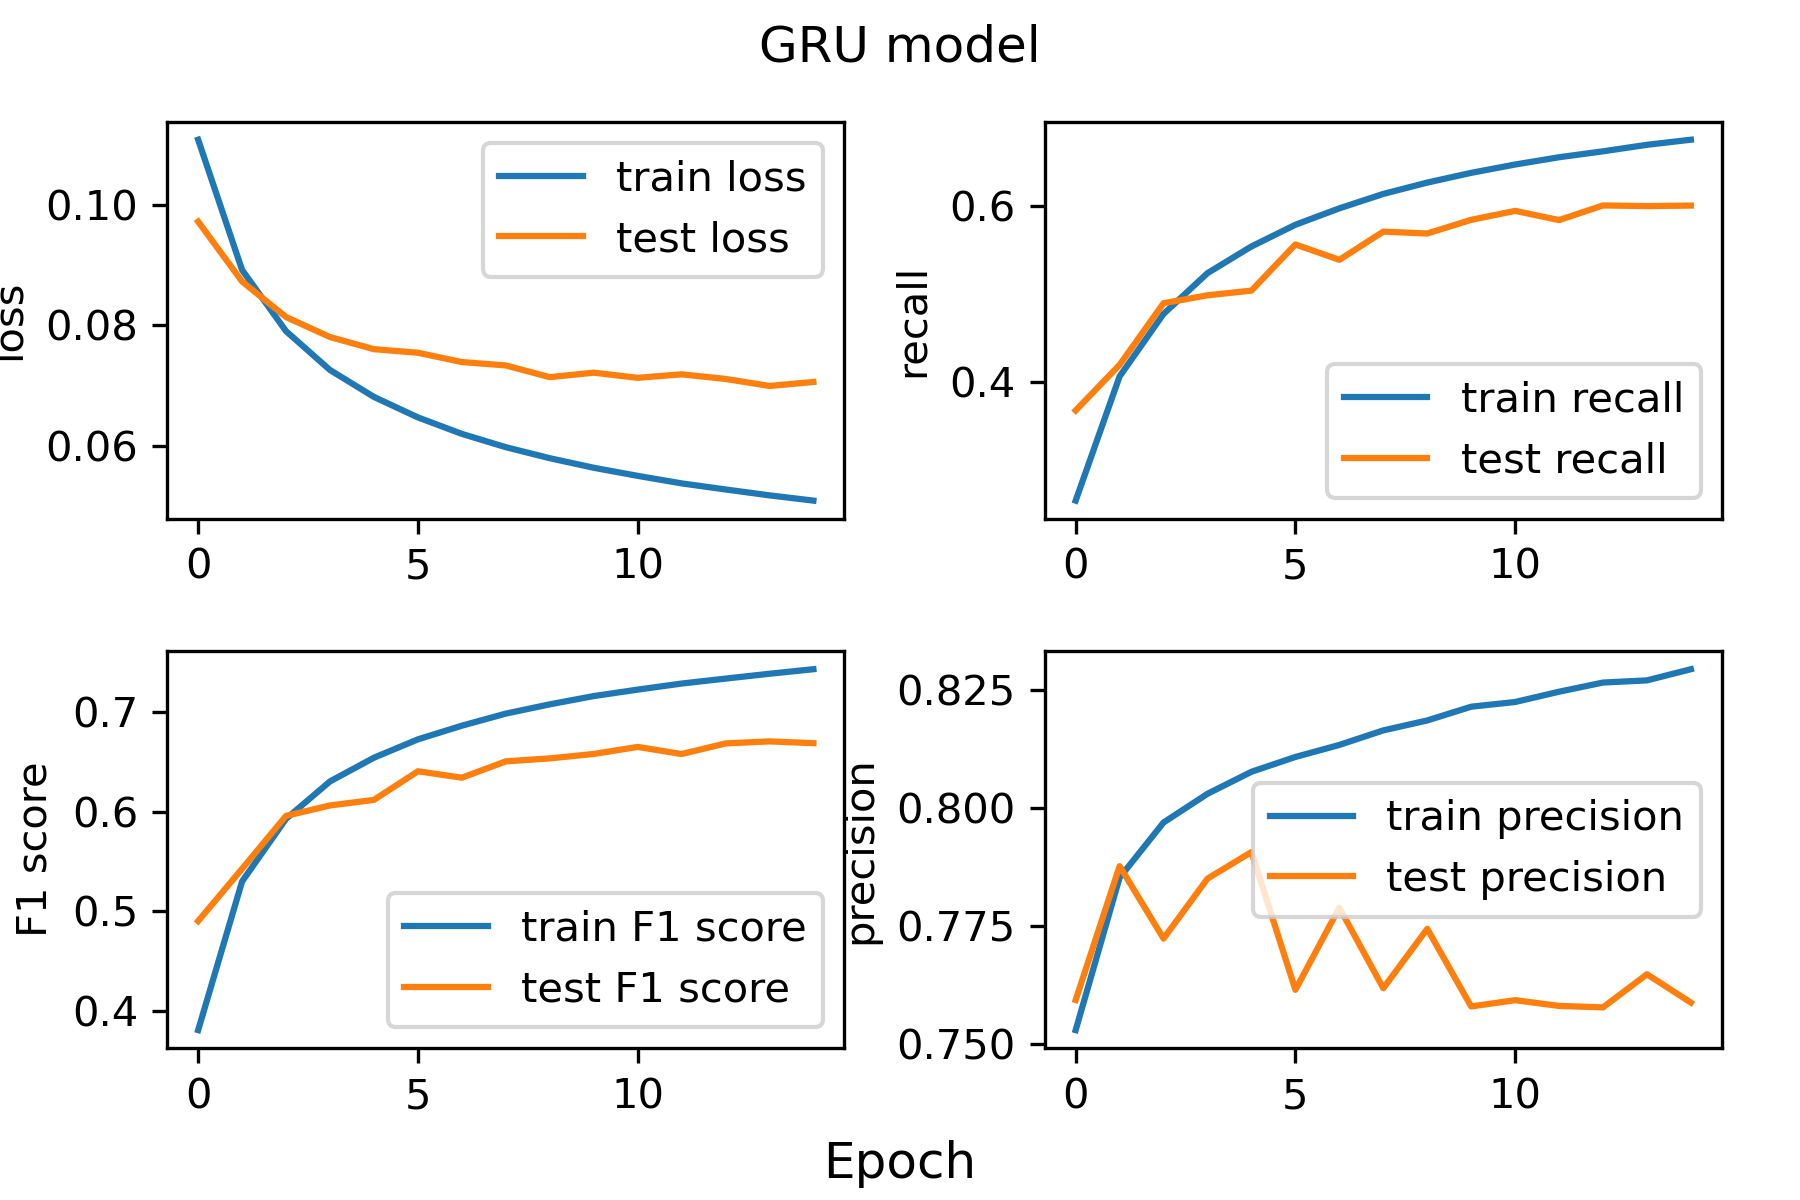 GRU model
loss
0.10
0.08
0.06
train loss
test loss
0 5 10
recall
0.6
0.4
train recall
test recall
0 5 10
F1 score
0.7
0.6
0.5
0.4
train F1 score
test F1 score
0 5 10
precision
0.825
0.800
0.775
0.750
train precision
test precision
0 5 10
Epoch